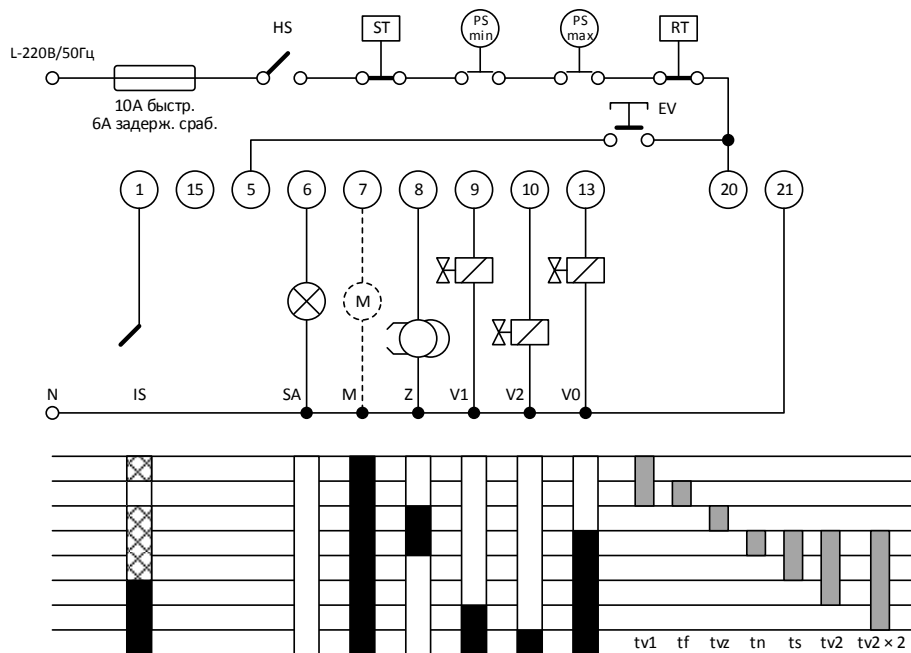 HS
ST
PS
min
PS
max
RT
L-220В/50Гц
10А быстр.
6А задерж. сраб.
EV
1
15
5
6
7
8
9
10
13
20
21
M
N
IS
SA
M
Z
V1
V2
V0
tv1
tf
tvz
tn
ts
tv2
tv2 × 2